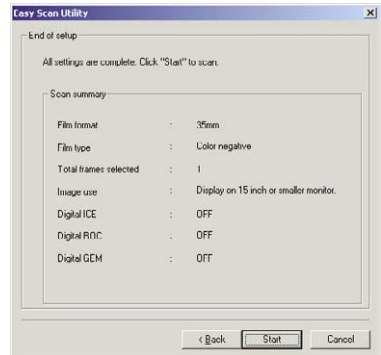 Easy Scan Utility
End of setup
All settings are complete. Click "Start" to scan.
Scan summary
Film format : 35mm
Film type : Color negative
Total frames selected : 1
Image use : Display on 15 inch or smaller monitor.
Digital ICE : OFF
Digital ROC : OFF
Digital GEM : OFF
< Back Start Cancel